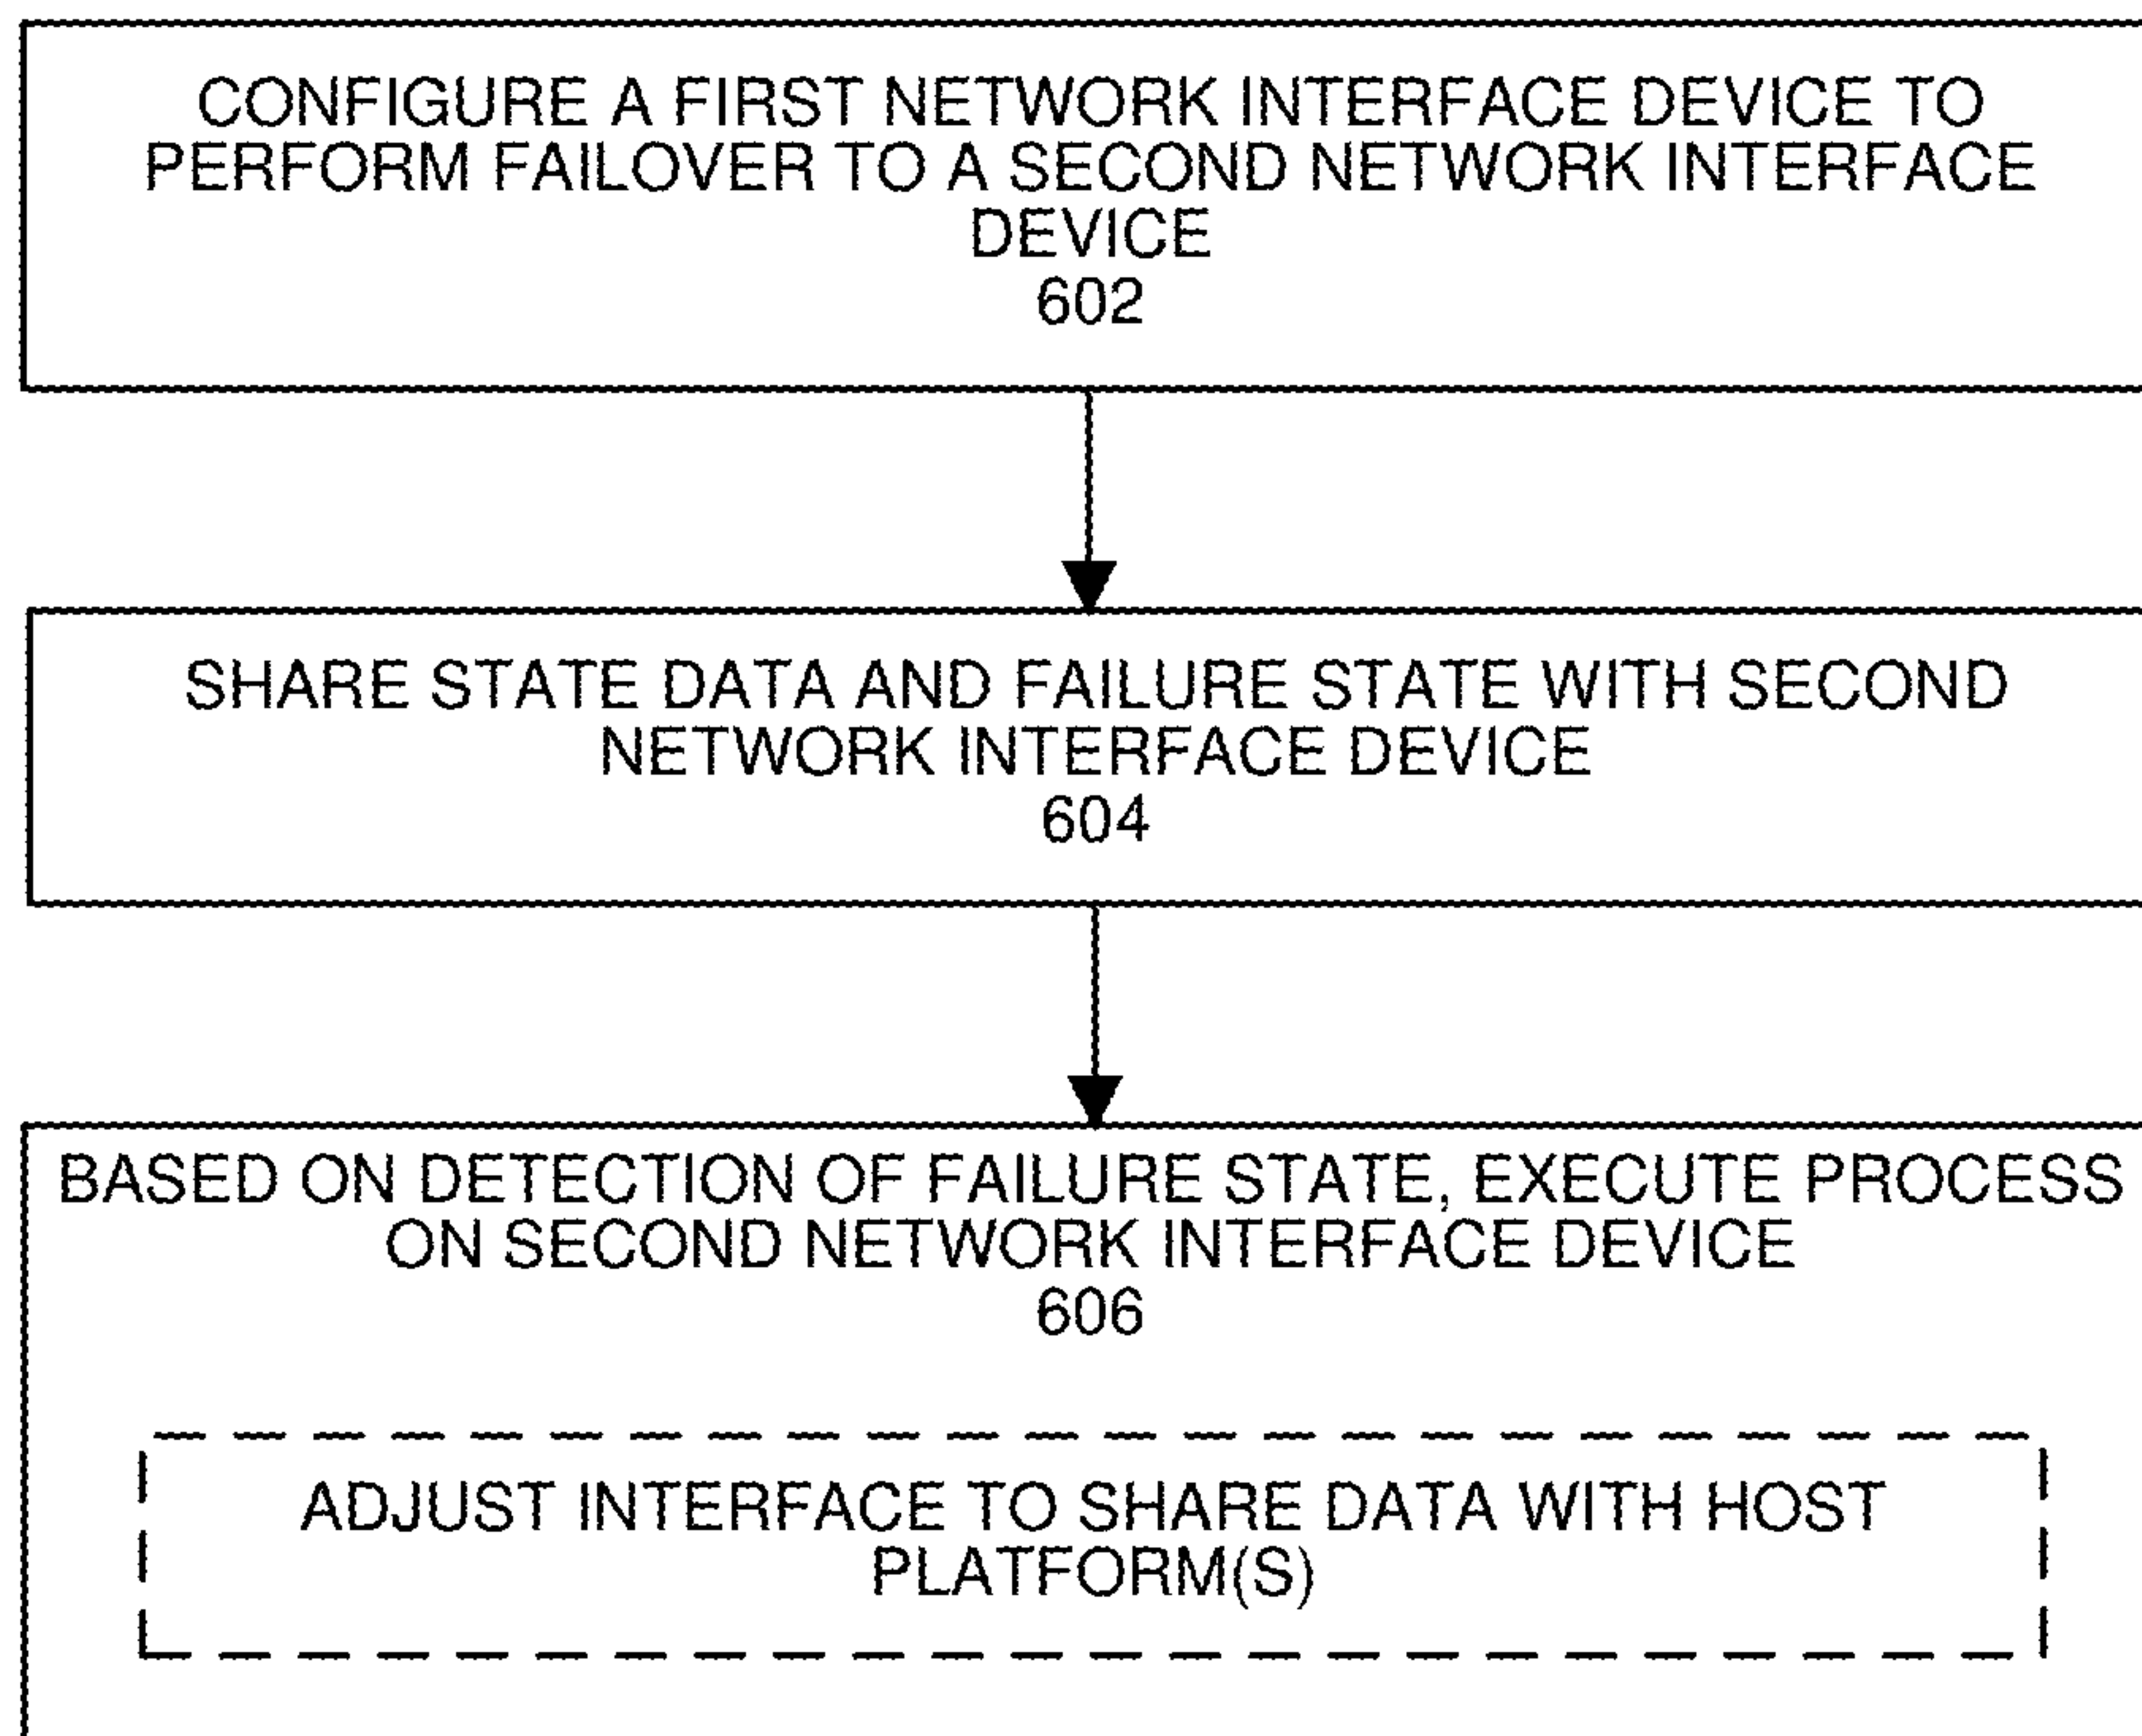 CONFIGURE A FIRST NETWORK INTERFACE DEVICE TO
PERFORM FAILOVER TO A SECOND NETWORK INTERFACE
DEVICE
602
SHARE STATE DATA AND FAILURE STATE WITH SECOND
NETWORK INTERFACE DEVICE
604
BASED ON DETECTION OF FAILURE STATE, EXECUTE PROCESS
ON SECOND NETWORK INTERFACE DEVICE
606
ADJUST INTERFACE TO SHARE DATA WITH HOST
PLATFORM(S)